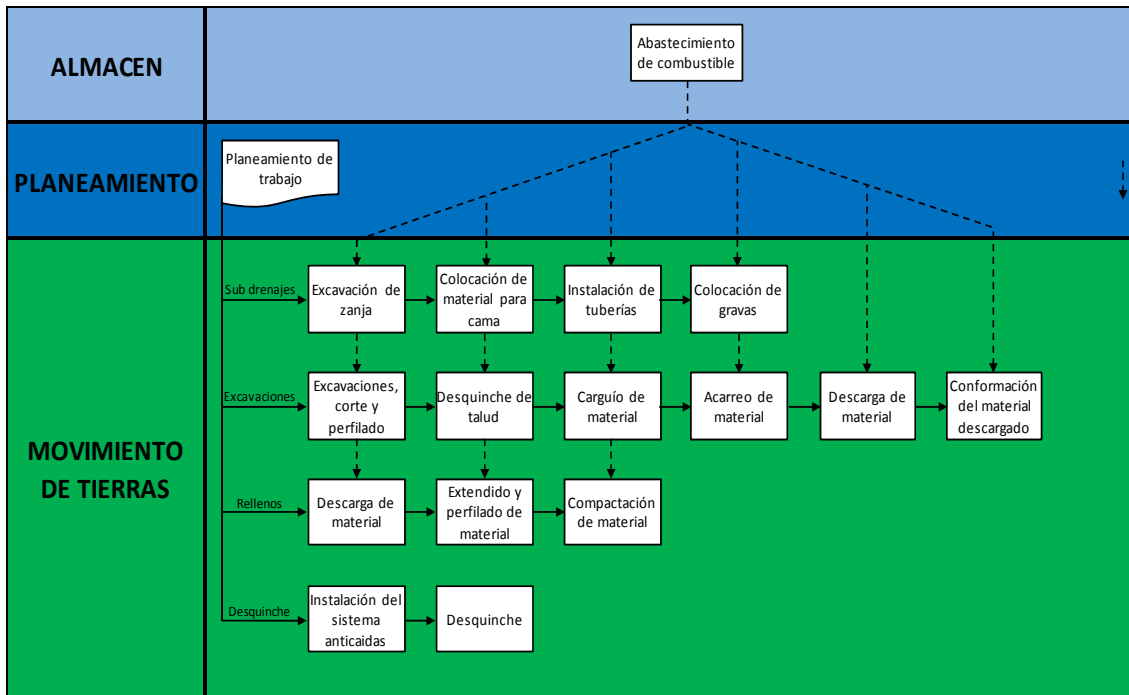 ALMACEN
Abastecimiento
de combustible
PLANEAMIENTO
Planeamiento de
trabajo
MOVIMIENTO
DE TIERRAS
Sub drenajes
Excavación de
zanja
Colocación de
material para
cama
Instalación de
tuberías
Colocación de
gravas
Excavaciones
Excavaciones,
corte y
perfilado
Desquinche de
talud
Carguío de
material
Acarreo de
material
Descarga de
material
Conformación
del material
descargado
Rellenos
Descarga de
material
Extendido y
perfilado de
material
Compactación
de material
Desquinche
Instalación del
sistema
anticaidas
Desquinche